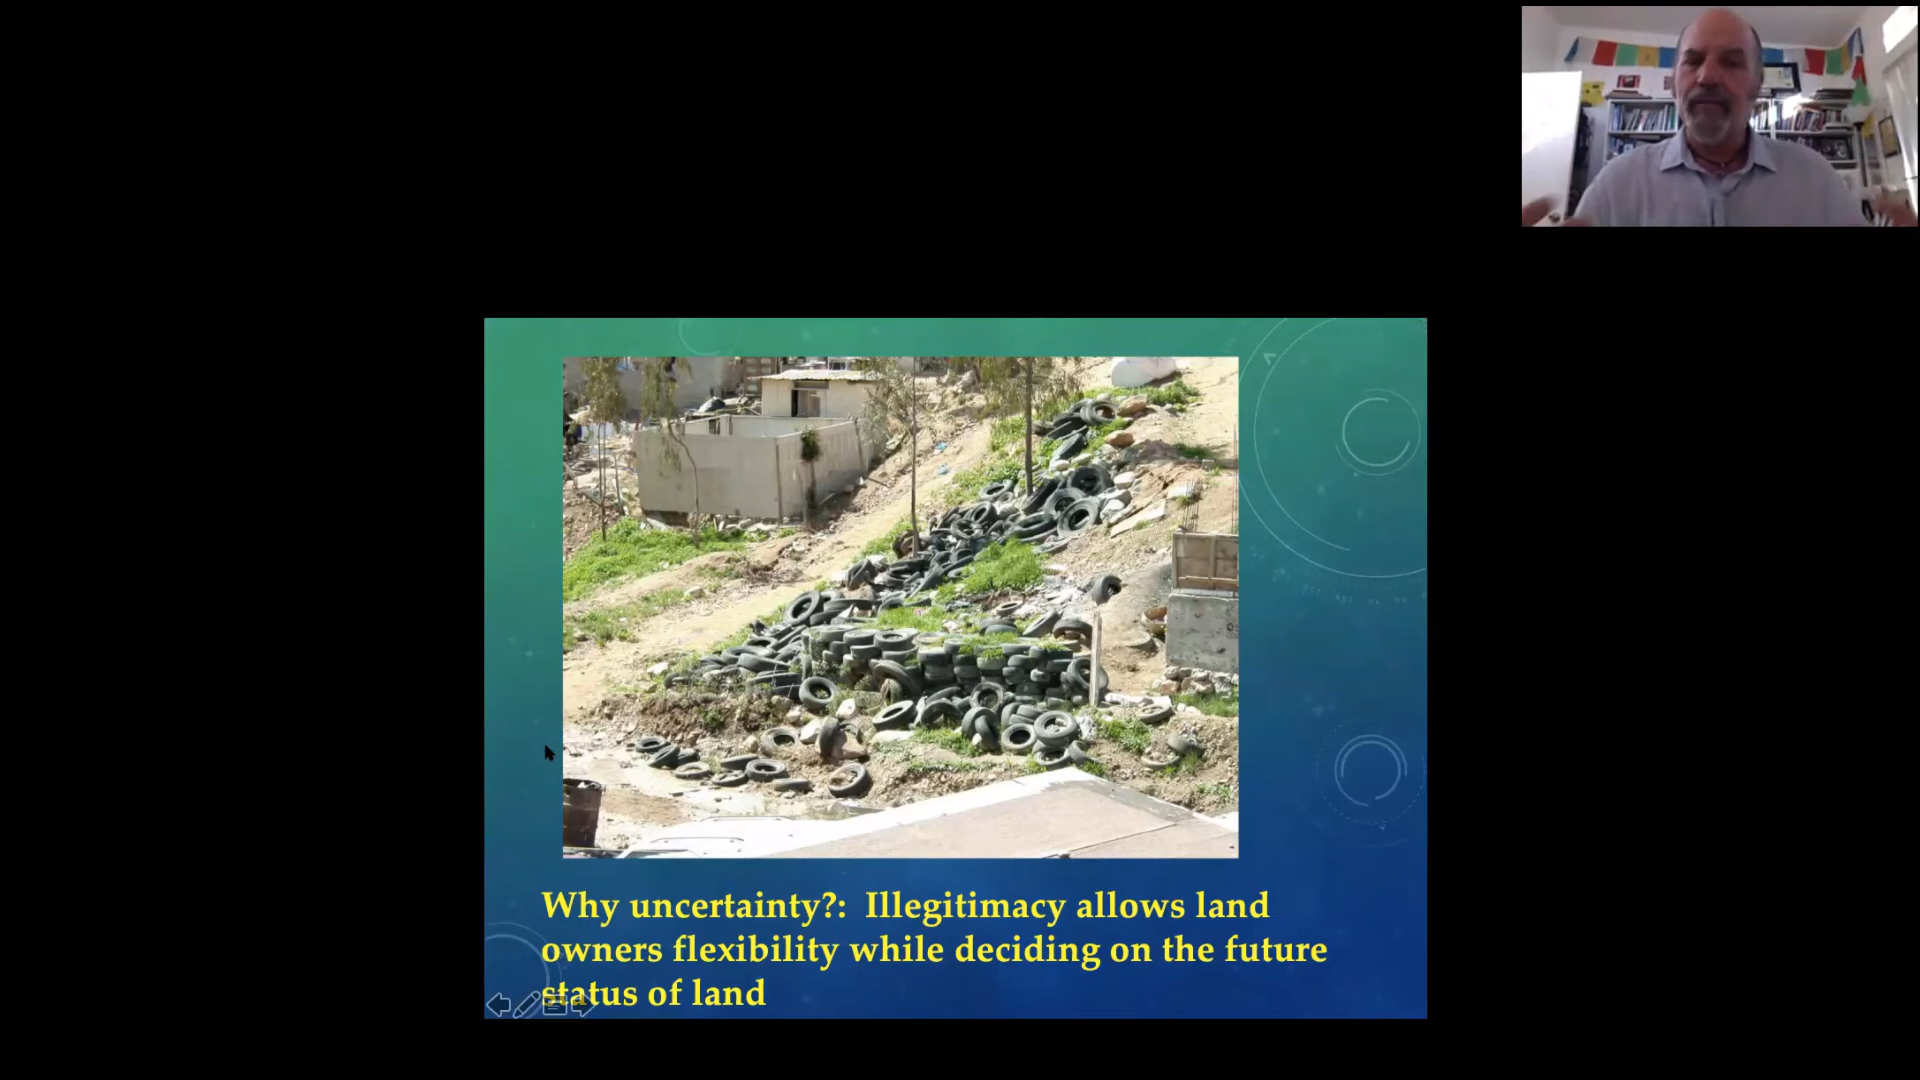 Why uncertainty?:  Illegitimacy allows land
owners flexibility while deciding on the future
status of land